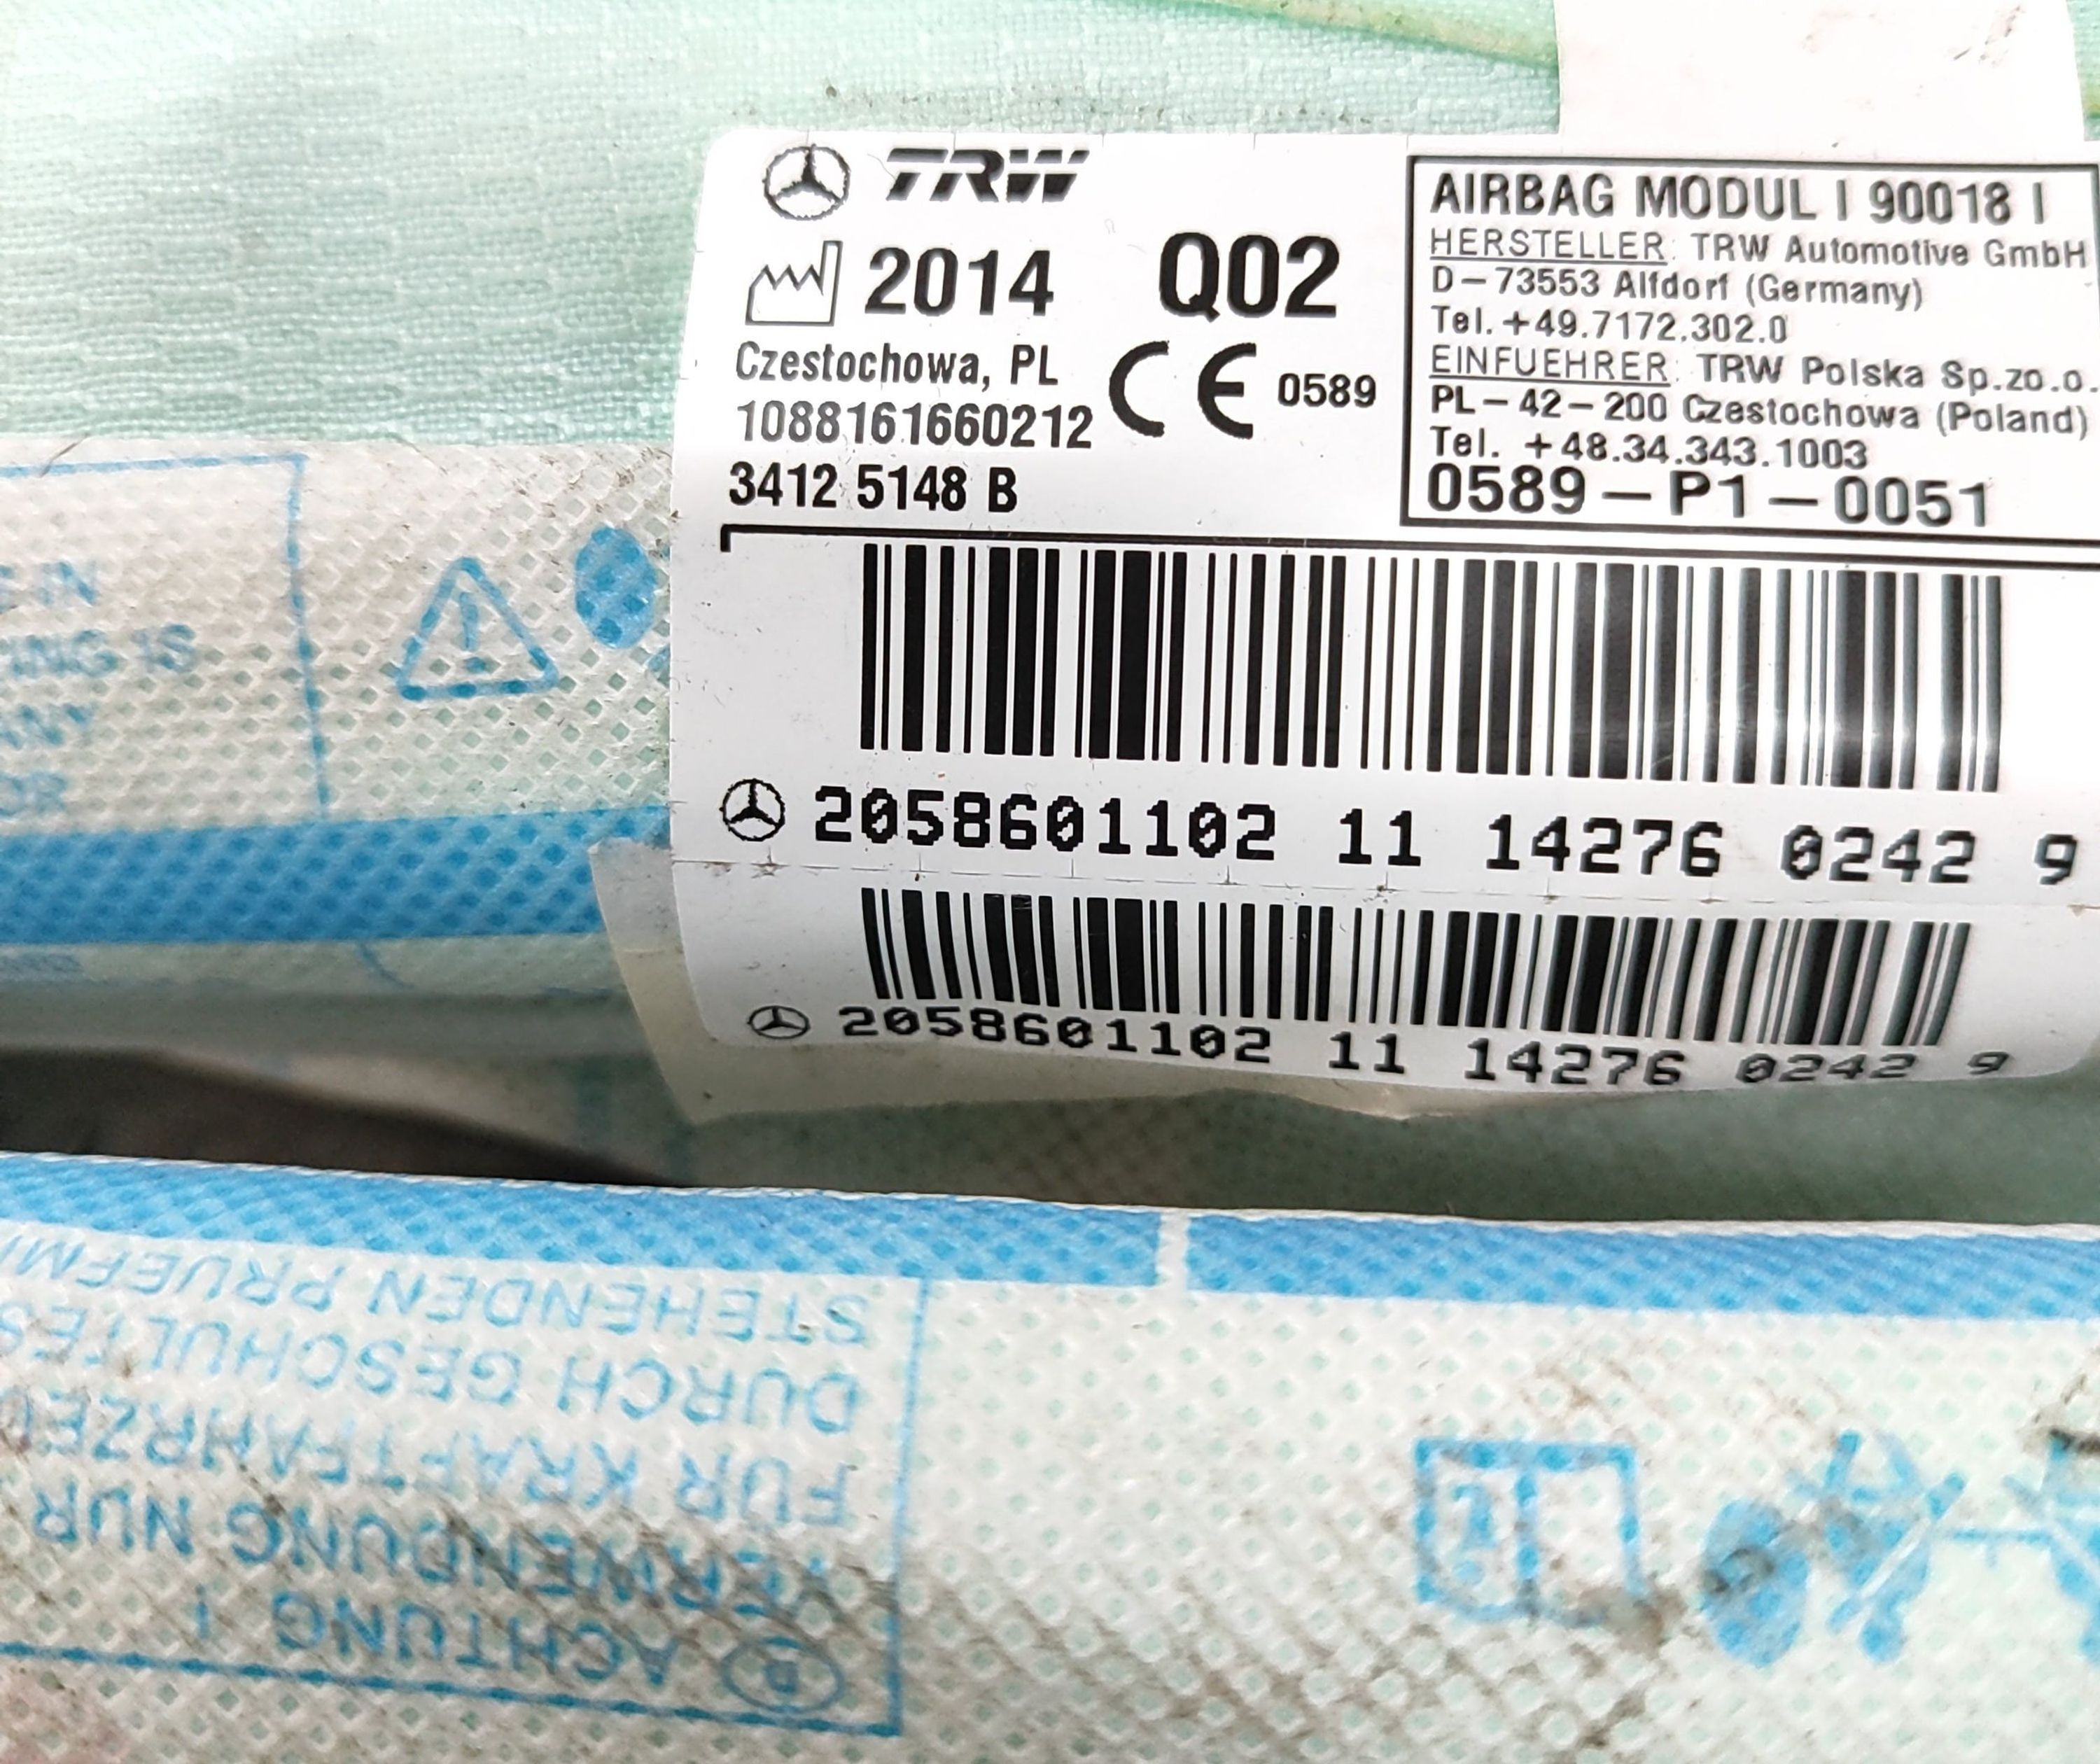 TRW
2014 Q02
Czestochowa, PL
1088161660212
CE 0589
3412 5148 B
AIRBAG MODUL I 90018 I
HERSTELLER: TRW Automotive GmbH
D-73553 Alfdorf (Germany)
Tel. +49.7172.302.0
EINFUEHRER: TRW Polska Sp.zo.o.
PL-42-200 Czestochowa (Poland)
Tel. +48.34.343.1003
0589-P1-0051
2058601102 11 14276 0242 9
2058601102 11 14276 0242 9
IS
ACHTUNG !
VERWENDUNG NUR
FUR KRAFTFAHRZEU
DURCH GESCHULTES
STEHENDEN PRUEFM